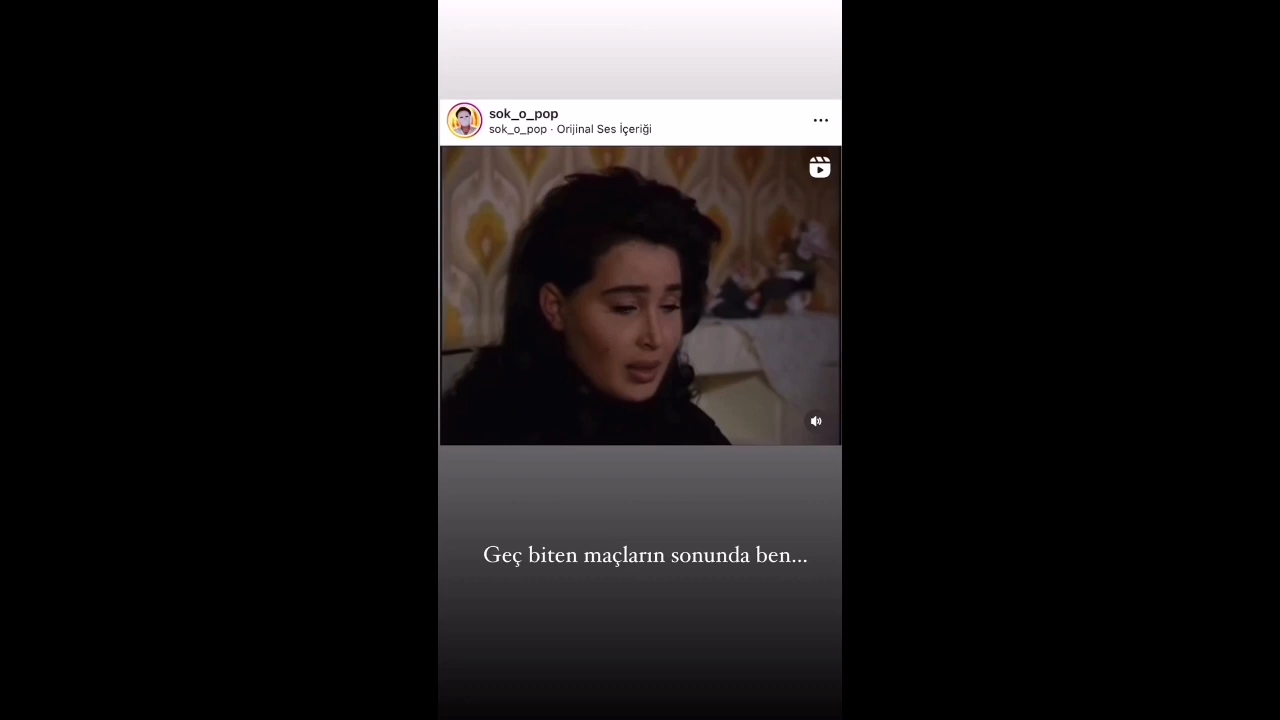 sok_o_pop
sok_o_pop · Orijinal Ses İçeriği
Geç biten maçların sonunda ben...